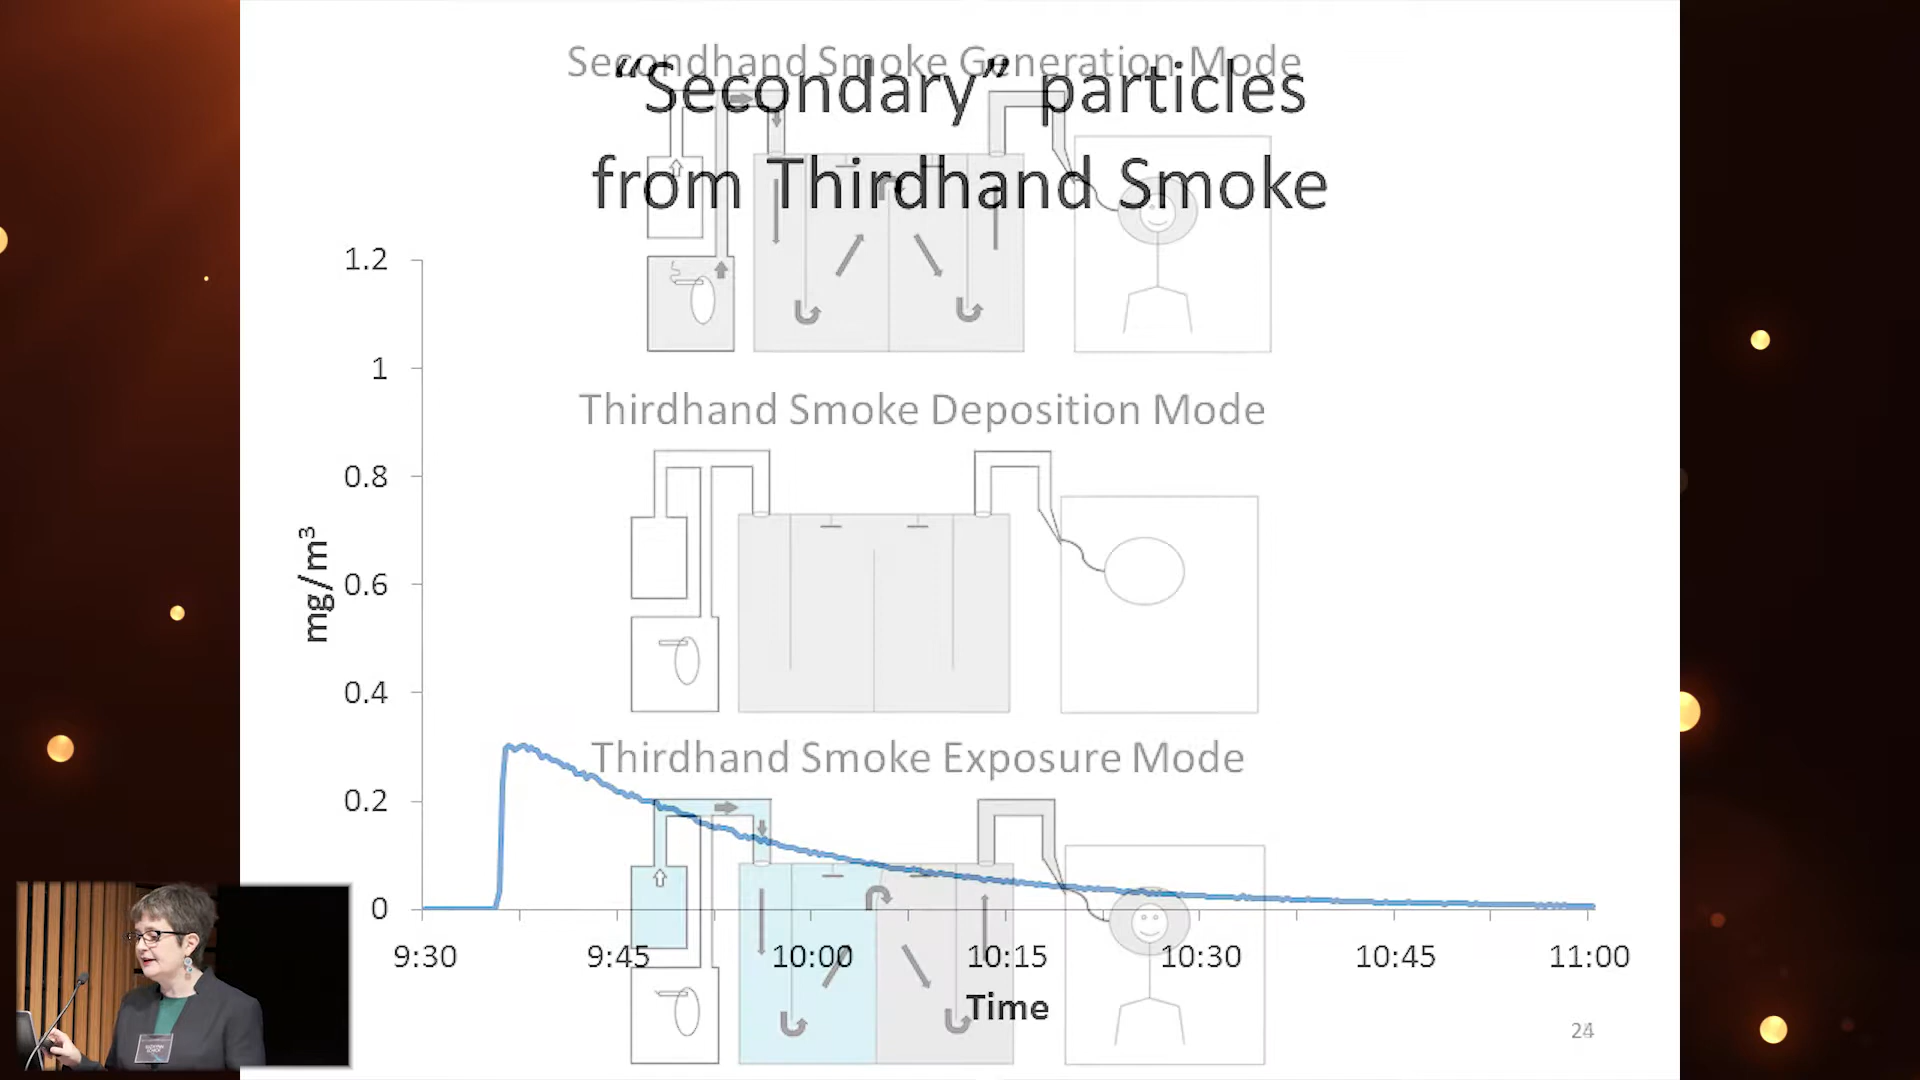 Secondhand Smoke Generation Mode
“Secondary” particles
from Thirdhand Smoke
1.2
1
0.8
0.6
0.4
0.2
0
mg/m³
Thirdhand Smoke Deposition Mode
Thirdhand Smoke Exposure Mode
9:30 9:45 10:00 10:15 10:30 10:45 11:00
Time
24